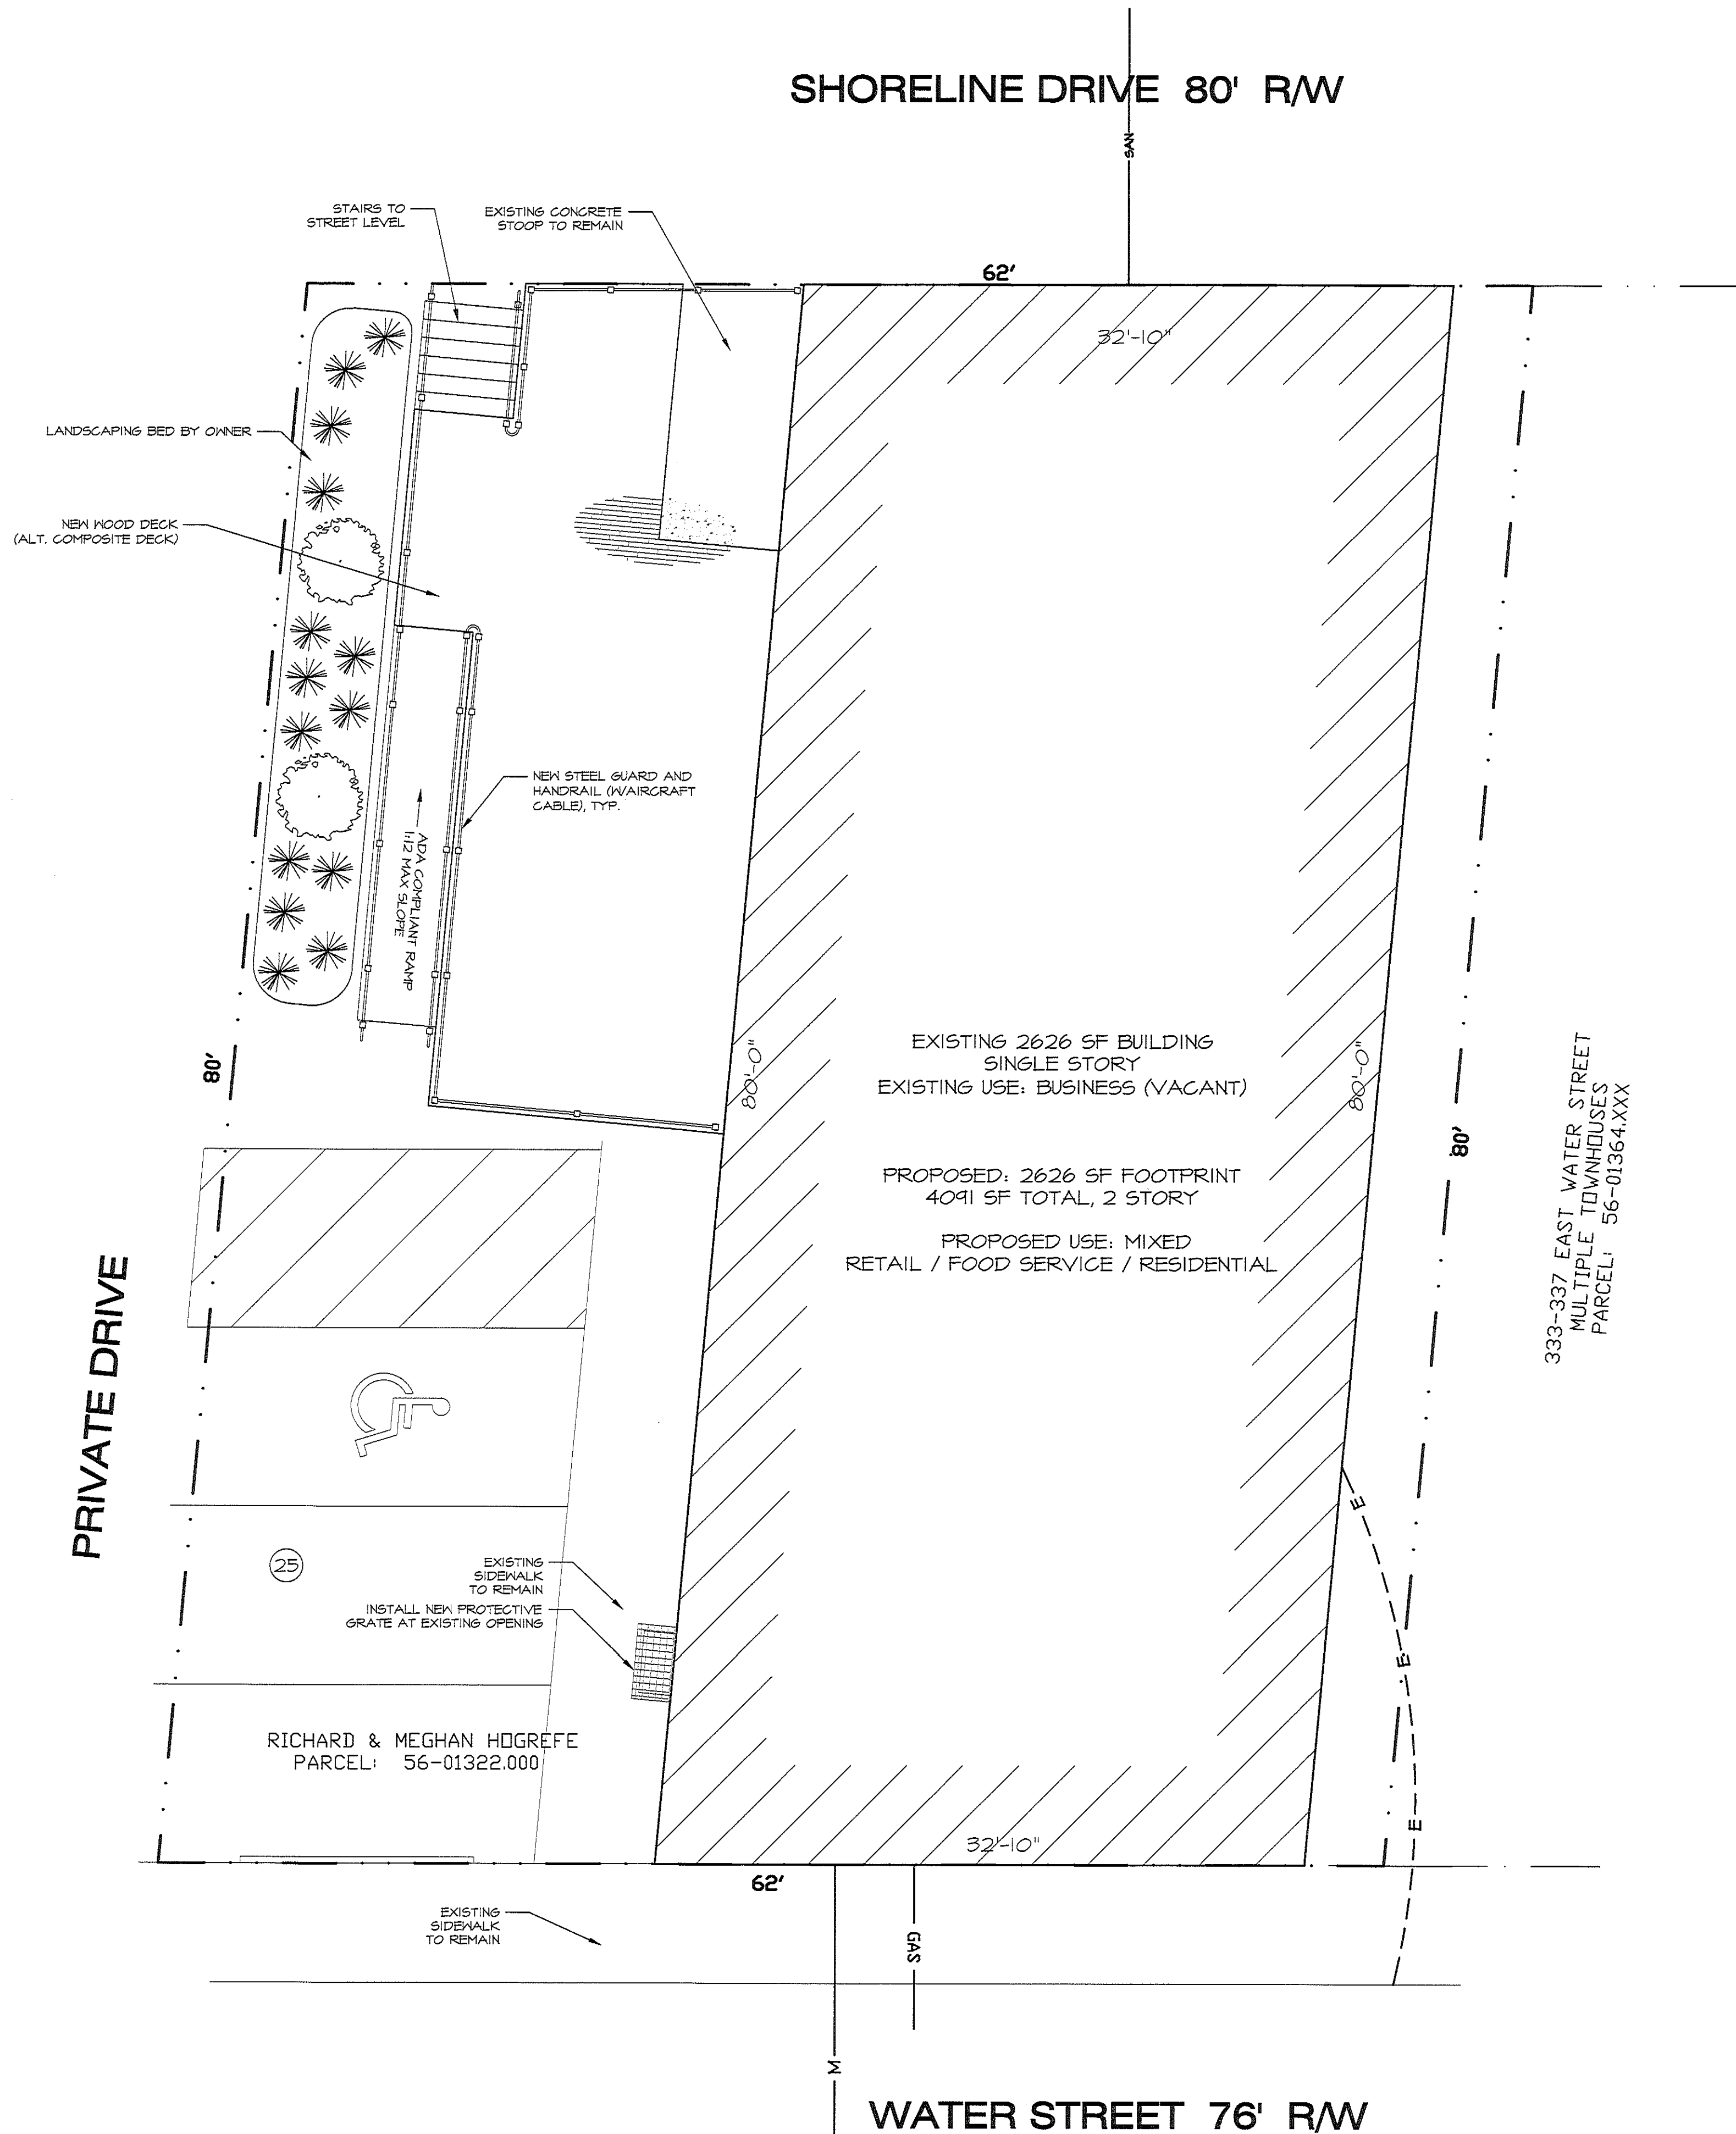 SHORELINE DRIVE 80' R/W
SAN
STAIRS TO
STREET LEVEL
EXISTING CONCRETE
STOOP TO REMAIN
62'
32'-10"
LANDSCAPING BED BY OWNER
NEW WOOD DECK
(ALT. COMPOSITE DECK)
NEW STEEL GUARD AND
HANDRAIL (W/AIRCRAFT
CABLE), TYP.
ADA COMPLIANT RAMP
1:12 MAX SLOPE
80'
80'-0"
EXISTING 2626 SF BUILDING
SINGLE STORY
EXISTING USE: BUSINESS (VACANT)
80'-0"
80'
PROPOSED: 2626 SF FOOTPRINT
4091 SF TOTAL, 2 STORY
PROPOSED USE: MIXED
RETAIL / FOOD SERVICE / RESIDENTIAL
333-337 EAST WATER STREET
MULTIPLE TOWNHOUSES
PARCEL: 56-01364.XXX
PRIVATE DRIVE
E
E
E
25
EXISTING
SIDEWALK
TO REMAIN
INSTALL NEW PROTECTIVE
GRATE AT EXISTING OPENING
RICHARD & MEGHAN HOGREFE
PARCEL: 56-01322.000
32'-10"
62'
EXISTING
SIDEWALK
TO REMAIN
GAS
W
WATER STREET 76' R/W